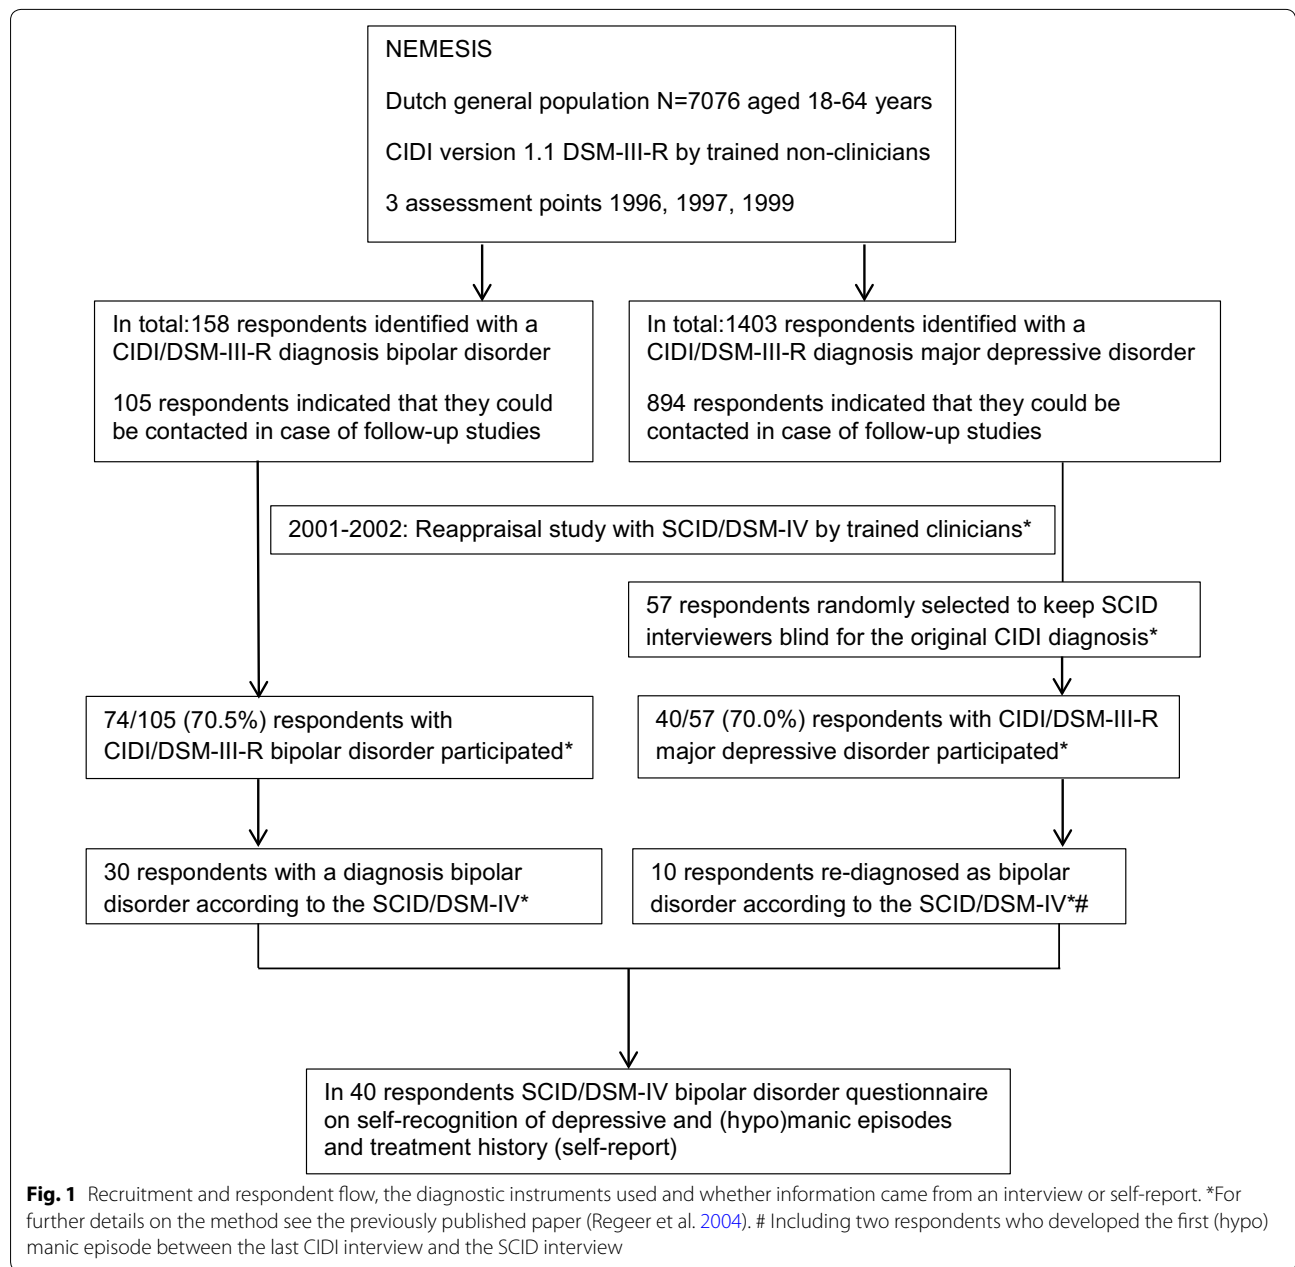 NEMESIS
Dutch general population N=7076 aged 18-64 years
CIDI version 1.1 DSM-III-R by trained non-clinicians
3 assessment points 1996, 1997, 1999
In total:158 respondents identified with a
CIDI/DSM-III-R diagnosis bipolar disorder
105 respondents indicated that they could
be contacted in case of follow-up studies
In total:1403 respondents identified with a
CIDI/DSM-III-R diagnosis major depressive disorder
894 respondents indicated that they could be
contacted in case of follow-up studies
2001-2002: Reappraisal study with SCID/DSM-IV by trained clinicians*
57 respondents randomly selected to keep SCID
interviewers blind for the original CIDI diagnosis*
74/105 (70.5%) respondents with
CIDI/DSM-III-R bipolar disorder participated*
40/57 (70.0%) respondents with CIDI/DSM-III-R
major depressive disorder participated*
30 respondents with a diagnosis bipolar
disorder according to the SCID/DSM-IV*
10 respondents re-diagnosed as bipolar
disorder according to the SCID/DSM-IV*#
In 40 respondents SCID/DSM-IV bipolar disorder questionnaire
on self-recognition of depressive and (hypo)manic episodes
and treatment history (self-report)
Fig. 1 Recruitment and respondent flow, the diagnostic instruments used and whether information came from an interview or self-report. *For
further details on the method see the previously published paper (Regeer et al. 2004). # Including two respondents who developed the first (hypo)
manic episode between the last CIDI interview and the SCID interview